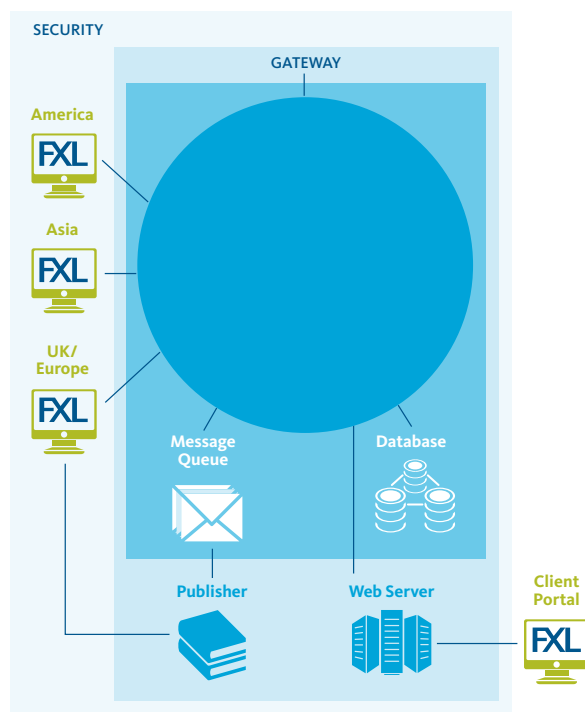 SECURITY
GATEWAY
America
FXL
Asia
FXL
UK/
Europe
FXL
Message
Queue
Database
Publisher
Web Server
Client
Portal
FXL